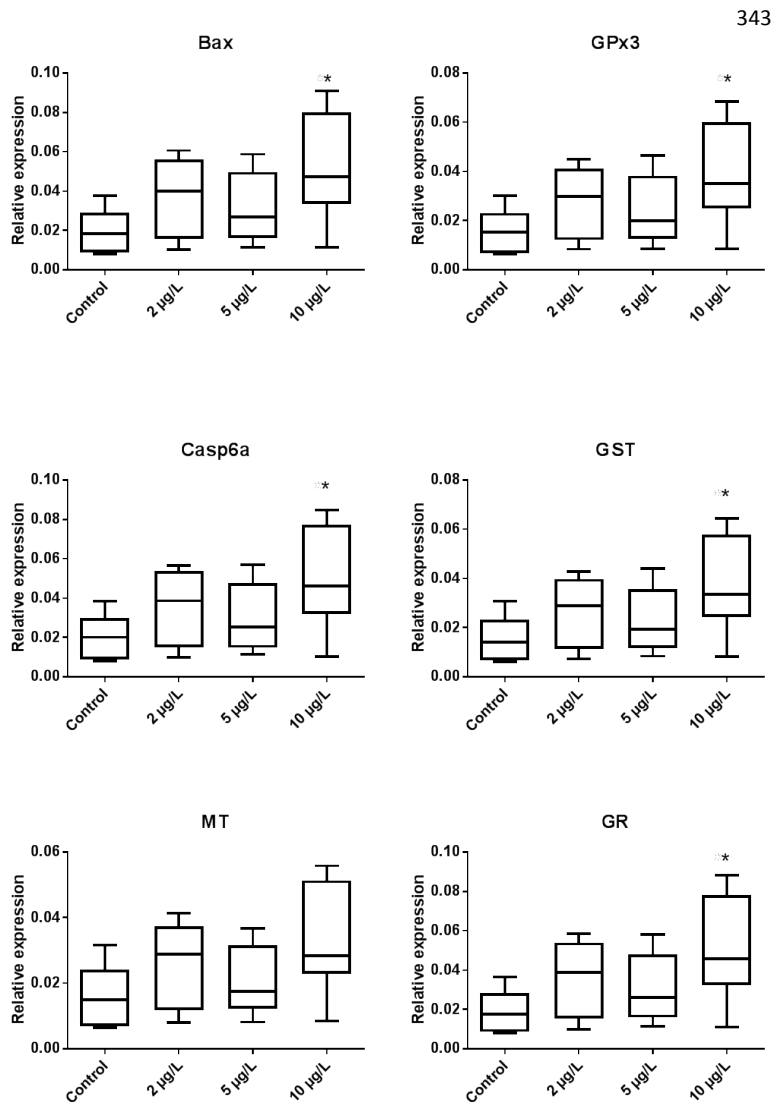 343
Bax
Relative expression
0.10
0.08
0.06
0.04
0.02
0.00
*
Control
2 µg/L
5 µg/L
10 µg/L
GPx3
Relative expression
0.08
0.06
0.04
0.02
0.00
*
Control
2 µg/L
5 µg/L
10 µg/L
Casp6a
Relative expression
0.10
0.08
0.06
0.04
0.02
0.00
*
Control
2 µg/L
5 µg/L
10 µg/L
GST
Relative expression
0.08
0.06
0.04
0.02
0.00
*
Control
2 µg/L
5 µg/L
10 µg/L
MT
Relative expression
0.06
0.04
0.02
0.00
Control
2 µg/L
5 µg/L
10 µg/L
GR
Relative expression
0.10
0.08
0.06
0.04
0.02
0.00
*
Control
2 µg/L
5 µg/L
10 µg/L